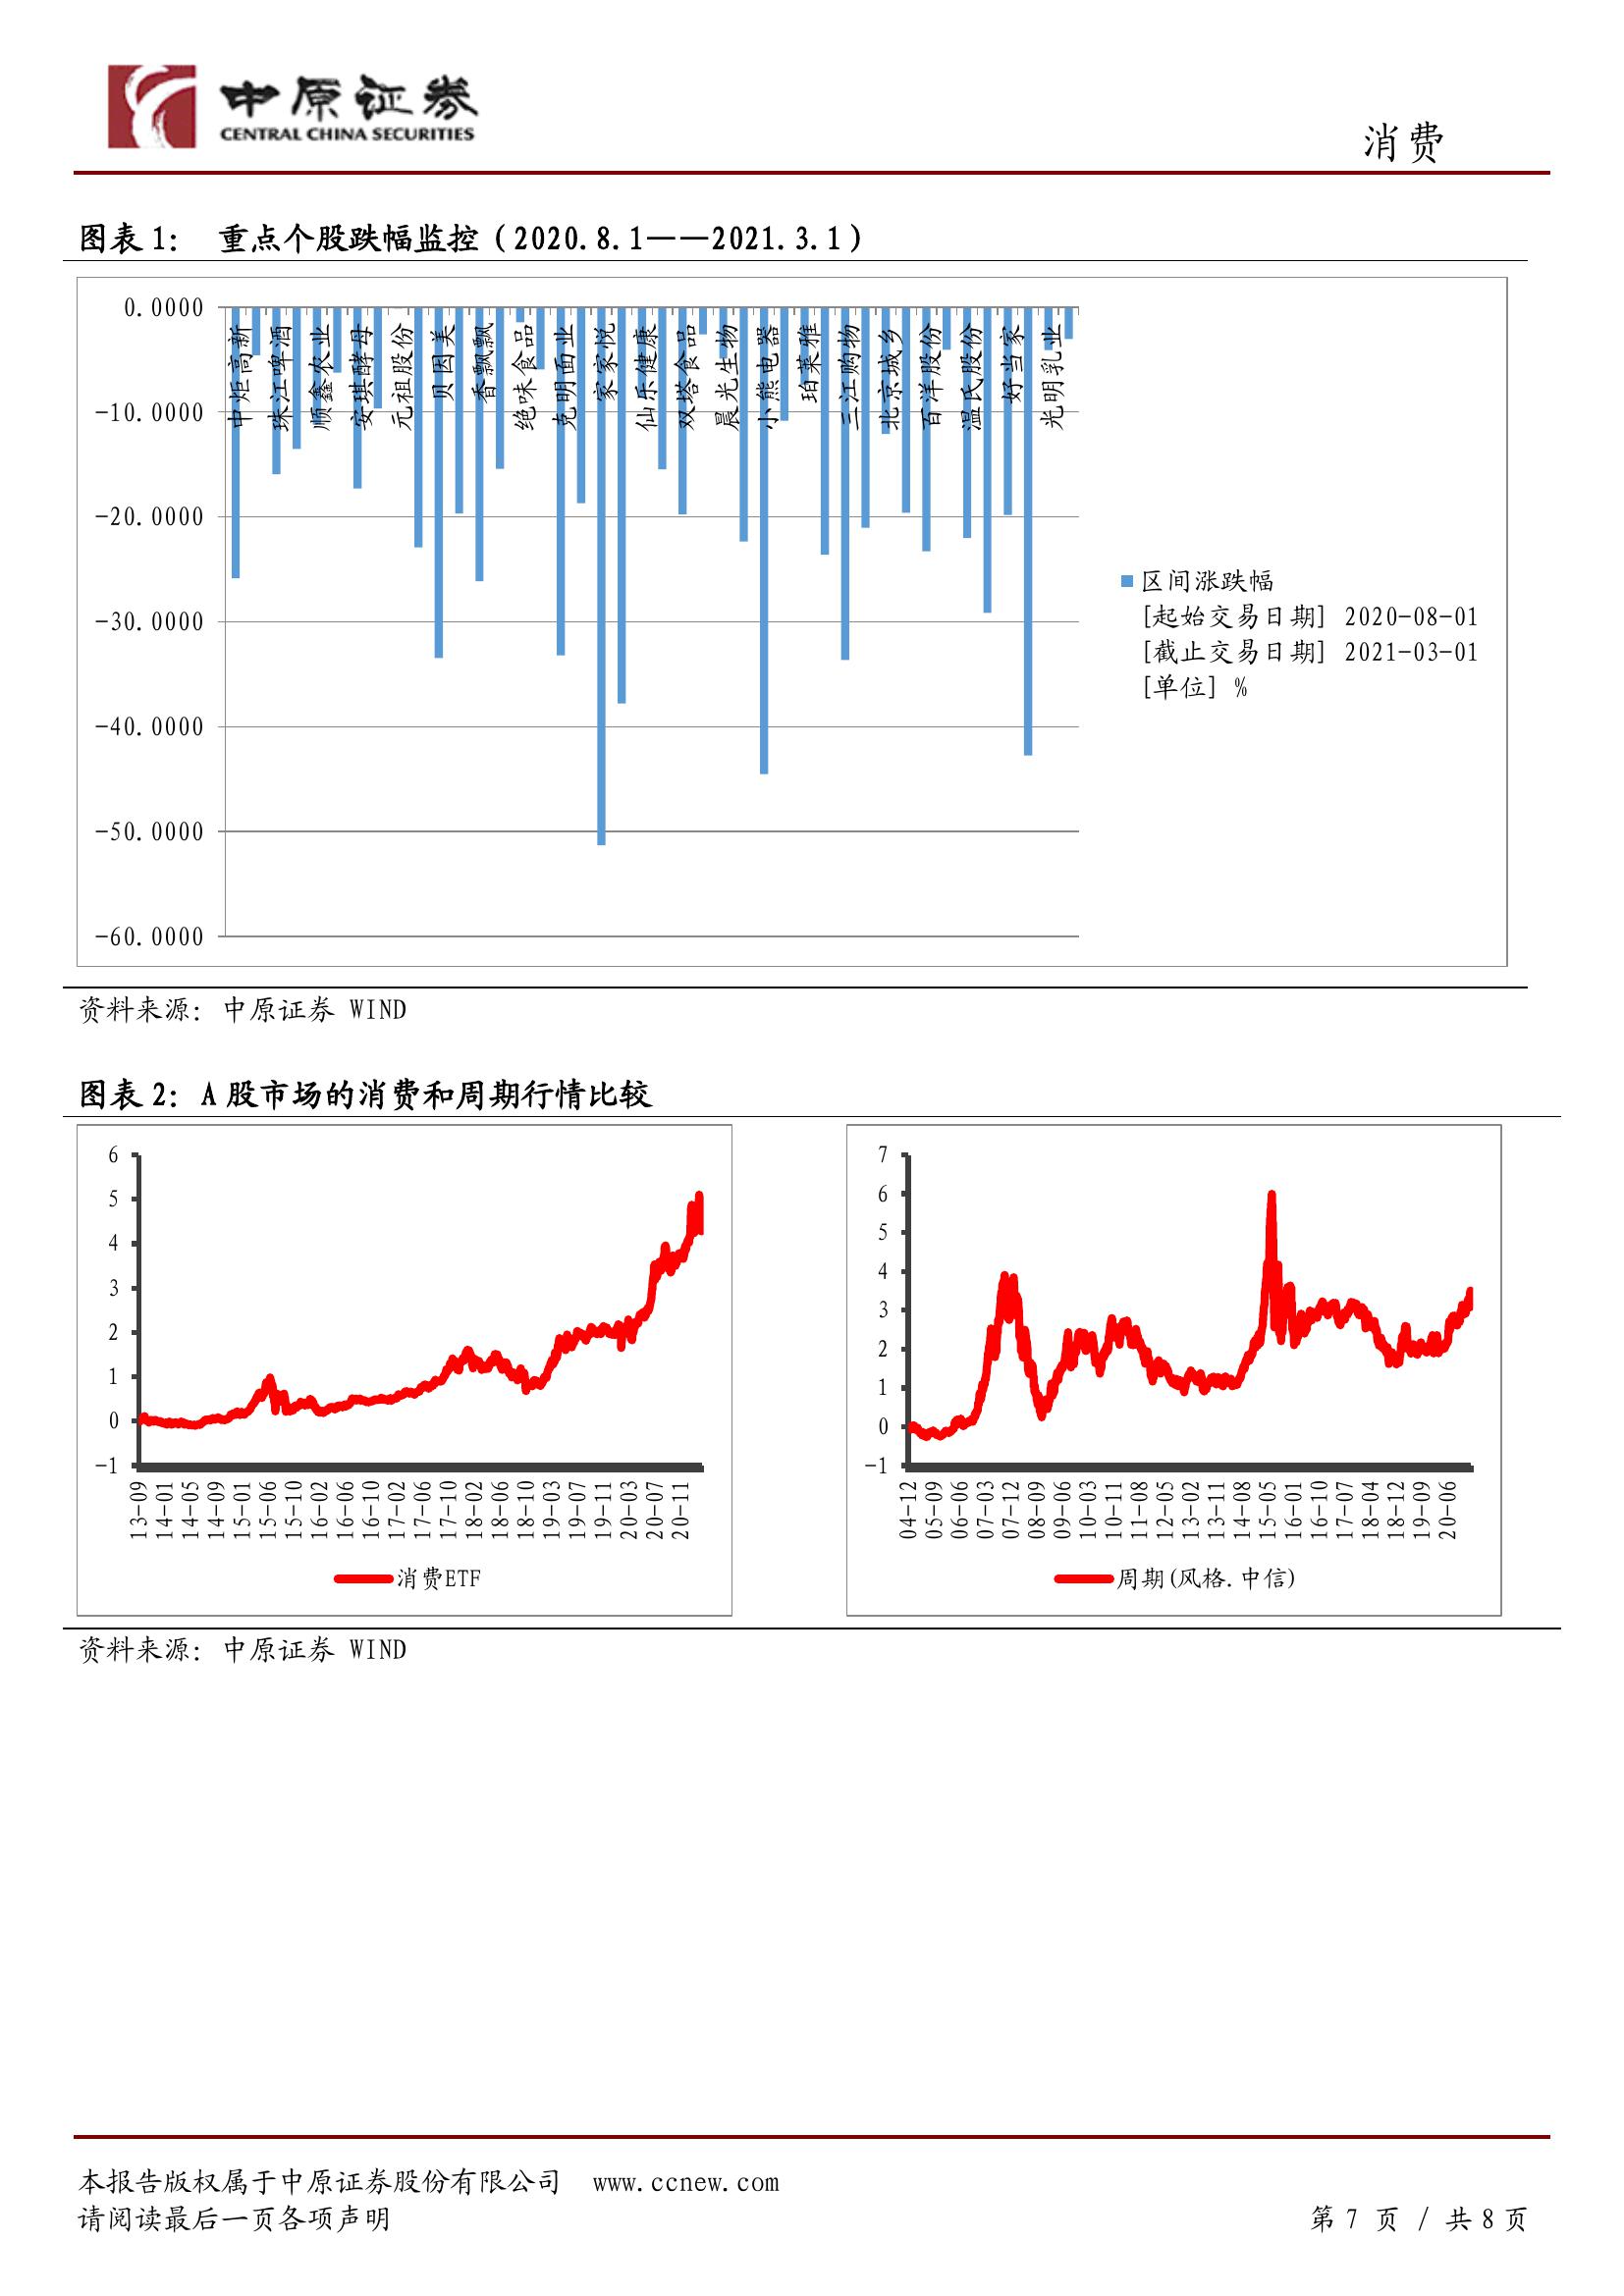 中原证券
CENTRAL CHINA SECURITIES
消费
图表 1： 重点个股跌幅监控（2020.8.1——2021.3.1）
0.0000
-10.0000
-20.0000
-30.0000
-40.0000
-50.0000
-60.0000
中炬高新
珠江啤酒
顺鑫农业
安琪酵母
元祖股份
贝因美
香飘飘
绝味食品
克明面业
家家悦
仙乐健康
双塔食品
晨光生物
小熊电器
珀莱雅
三江购物
北京城乡
百洋股份
温氏股份
好当家
光明乳业
区间涨跌幅
[起始交易日期] 2020-08-01
[截止交易日期] 2021-03-01
[单位] %
资料来源: 中原证券 WIND
图表 2: A 股市场的消费和周期行情比较
6
5
4
3
2
1
0
-1
13-09
14-01
14-05
14-09
15-01
15-06
15-10
16-02
16-06
16-10
17-02
17-06
17-10
18-02
18-06
18-10
19-03
19-07
19-11
20-03
20-07
20-11
消费ETF
7
6
5
4
3
2
1
0
-1
04-12
05-09
06-06
07-03
07-12
08-09
09-06
10-03
10-11
11-08
12-05
13-02
13-11
14-08
15-05
16-01
16-10
17-07
18-04
18-12
19-09
20-06
周期(风格.中信)
资料来源: 中原证券 WIND
本报告版权属于中原证券股份有限公司 www.ccnew.com
请阅读最后一页各项声明
第 7 页 / 共 8 页